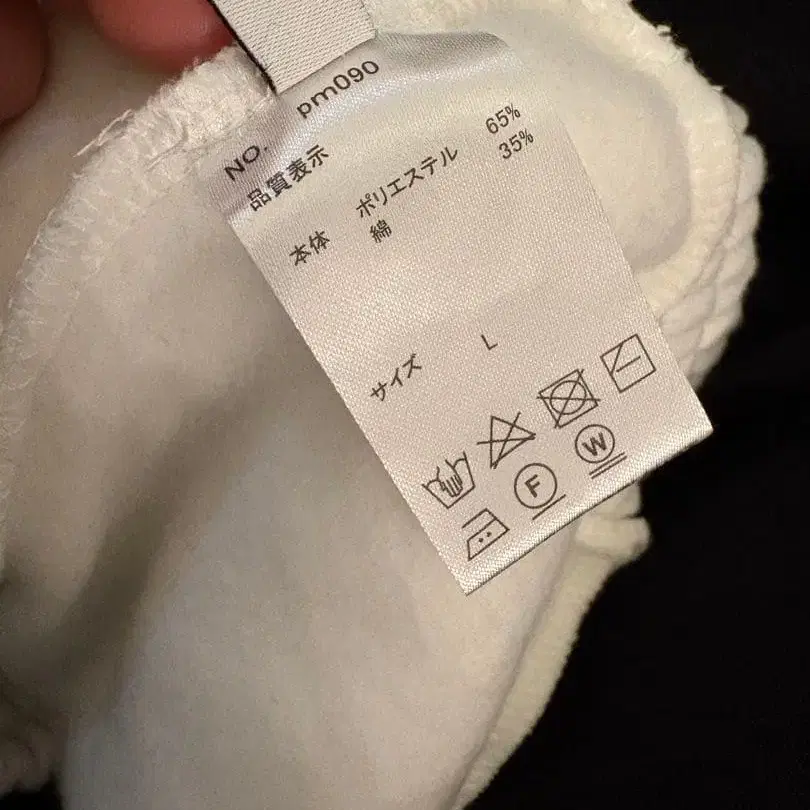 NO. pm090
品質表示
本体 ポリエステル 65%
綿 35%
サイズ L
F
W